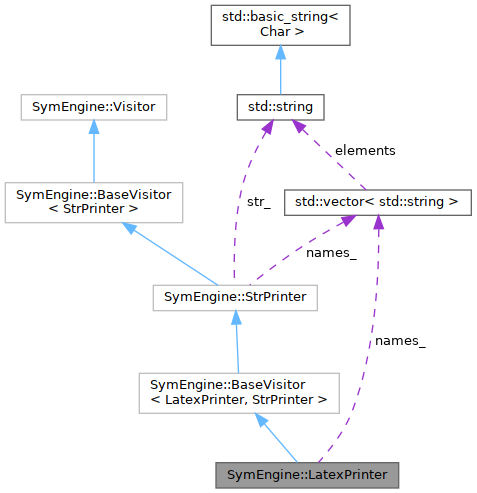 std::basic_string<
Char >
SymEngine::Visitor
std::string
elements
SymEngine::BaseVisitor
< StrPrinter >
str_
std::vector< std::string >
names_
SymEngine::StrPrinter
names_
SymEngine::BaseVisitor
< LatexPrinter, StrPrinter >
SymEngine::LatexPrinter